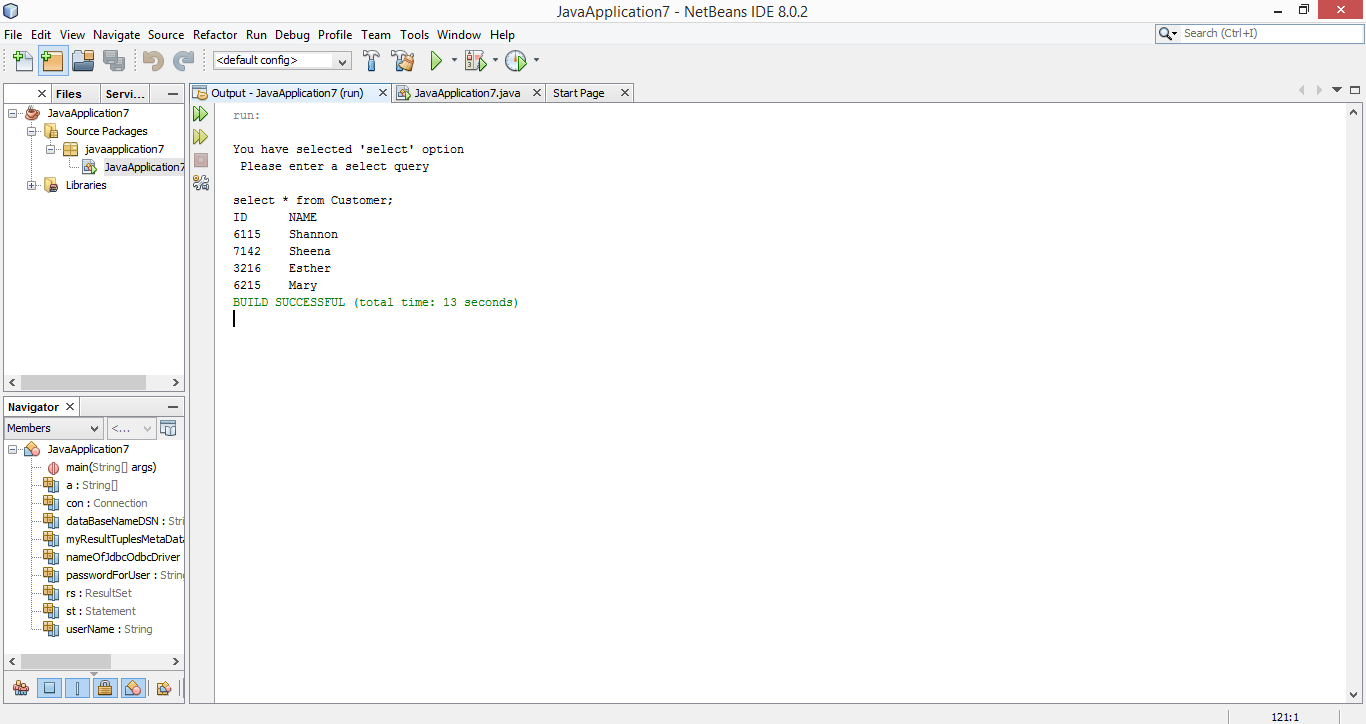 JavaApplication7 - NetBeans IDE 8.0.2
File Edit View Navigate Source Refactor Run Debug Profile Team Tools Window Help
Search (Ctrl+I)
<default config>
Files Servi...
JavaApplication7
Source Packages
javaapplication7
JavaApplication7
Libraries
Output - JavaApplication7 (run) JavaApplication7.java Start Page
run:
You have selected 'select' option
Please enter a select query
select * from Customer;
ID NAME
6115 Shannon
7142 Sheena
3216 Esther
6215 Mary
BUILD SUCCESSFUL (total time: 13 seconds)
Navigator
Members <...
JavaApplication7
main(String[] args)
a : String[]
con : Connection
dataBaseNameDSN : Stri
myResultTuplesMetaData
nameOfJdbcOdbcDriver
passwordForUser : String
rs : ResultSet
st : Statement
userName : String
121:1